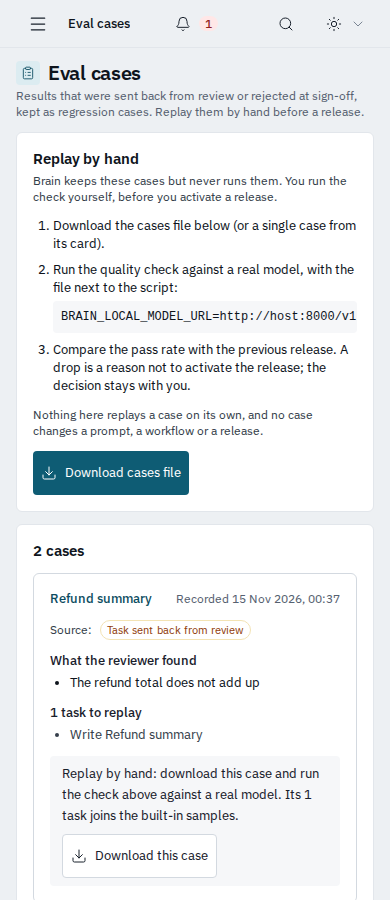 Eval cases
1
Eval cases
Results that were sent back from review or rejected at sign-off,
kept as regression cases. Replay them by hand before a release.
Replay by hand
Brain keeps these cases but never runs them. You run the
check yourself, before you activate a release.
1. Download the cases file below (or a single case from
its card).
2. Run the quality check against a real model, with the
file next to the script:
BRAIN_LOCAL_MODEL_URL=http://host:8000/v1
3. Compare the pass rate with the previous release. A
drop is a reason not to activate the release; the
decision stays with you.
Nothing here replays a case on its own, and no case
changes a prompt, a workflow or a release.
Download cases file
2 cases
Refund summary Recorded 15 Nov 2026, 00:37
Source: Task sent back from review
What the reviewer found
• The refund total does not add up
1 task to replay
• Write Refund summary
Replay by hand: download this case and run
the check above against a real model. Its 1
task joins the built-in samples.
Download this case